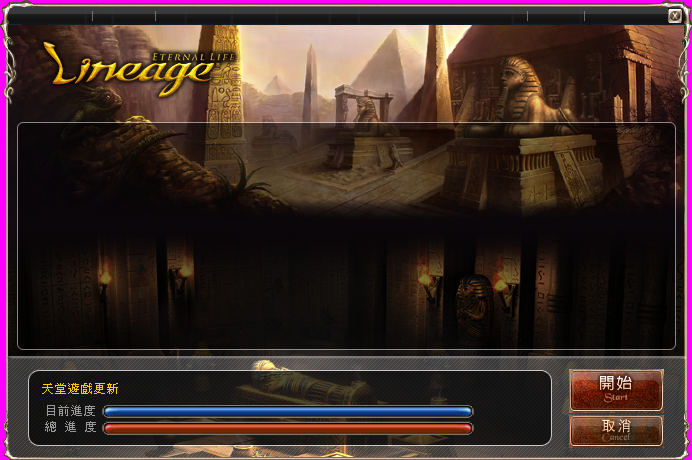 X
ETERNAL LIFE
Lineage
天堂遊戲更新
目前進度
總進度
開始
Start
取消
Cancel
Lineage